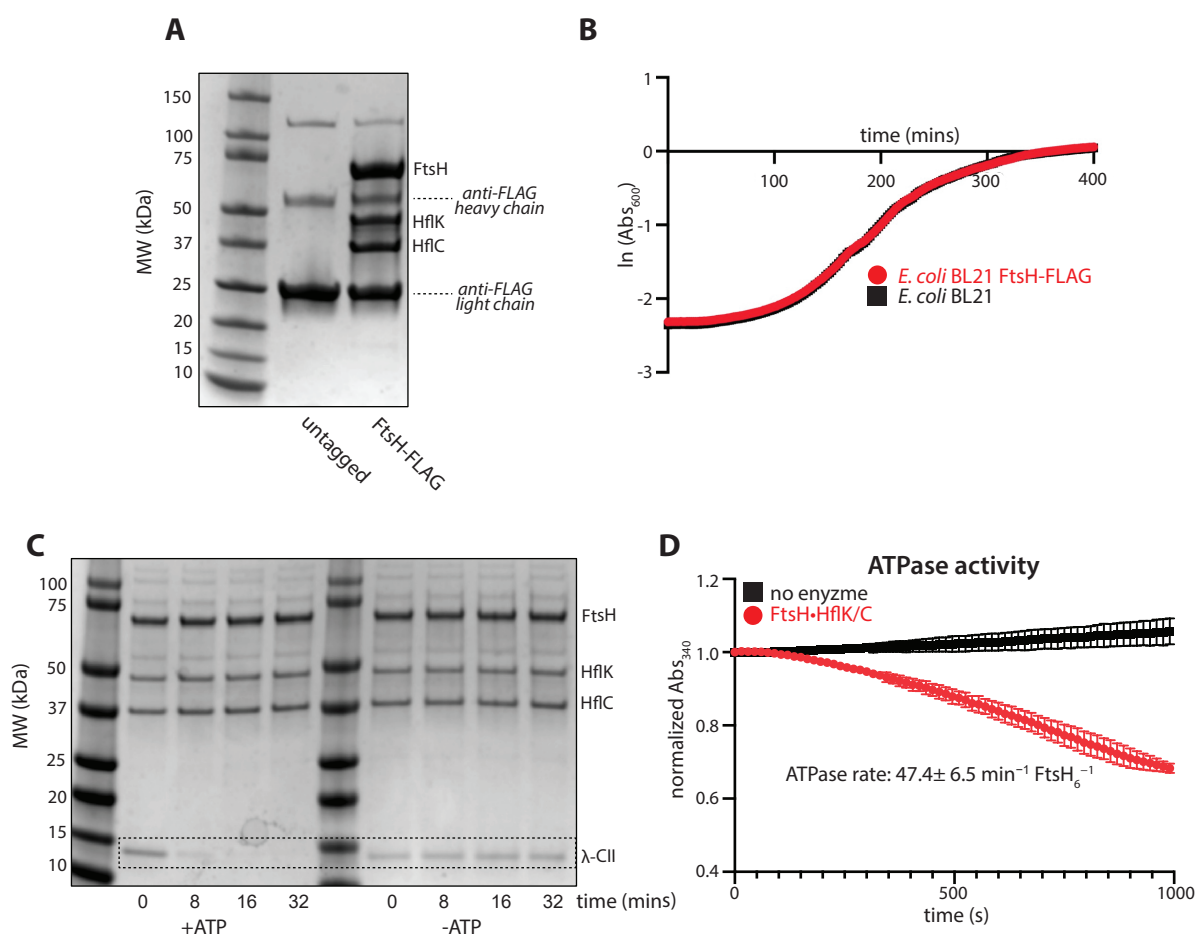 A
MW (kDa)
150
100
75
50
37
25
20
15
10
FtsH
anti-FLAG
heavy chain
HflK
HflC
anti-FLAG
light chain
untagged
FtsH-FLAG
B
ln (Abs600)
1
0
-1
-2
-3
time (mins)
100
200
300
400
E. coli BL21 FtsH-FLAG
E. coli BL21
C
MW (kDa)
100
75
50
37
25
20
15
10
FtsH
HflK
HflC
λ-CII
0 8 16 32 0 8 16 32 time (mins)
+ATP -ATP
D
ATPase activity
normalized Abs340
1.2
1.0
0.8
0.6
0.4
no enyzme
FtsH•HflK/C
ATPase rate: 47.4± 6.5 min⁻¹ FtsH₆⁻¹
0 500 1000
time (s)